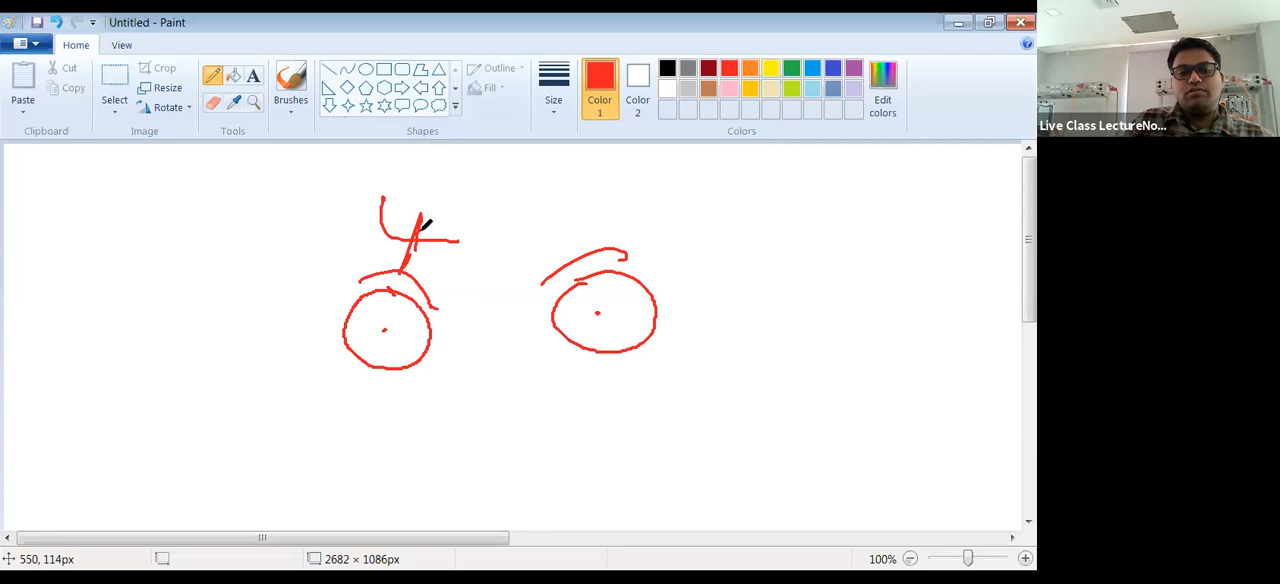 Untitled - Paint
Home View
Paste
Cut
Copy
Clipboard
Select
Crop
Resize
Rotate
Image
A
Tools
Brushes
Shapes
Outline
Fill
Size
Color 1
Color 2
Edit colors
Colors
Live Class LectureNo...
550, 114px
2682 × 1086px
100%